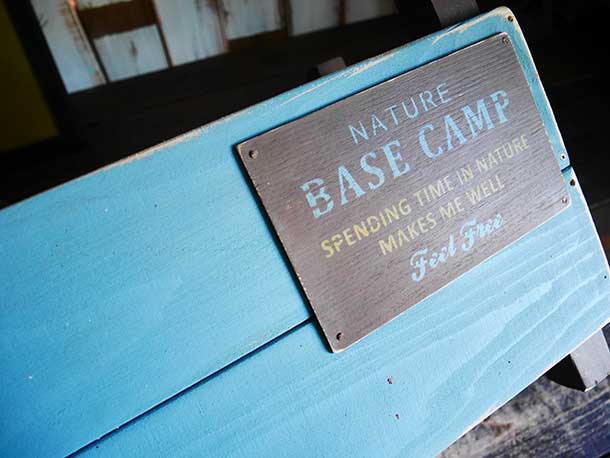 NATURE
BASE CAMP
SPENDING TIME IN NATURE
MAKES ME WELL
Feel Free